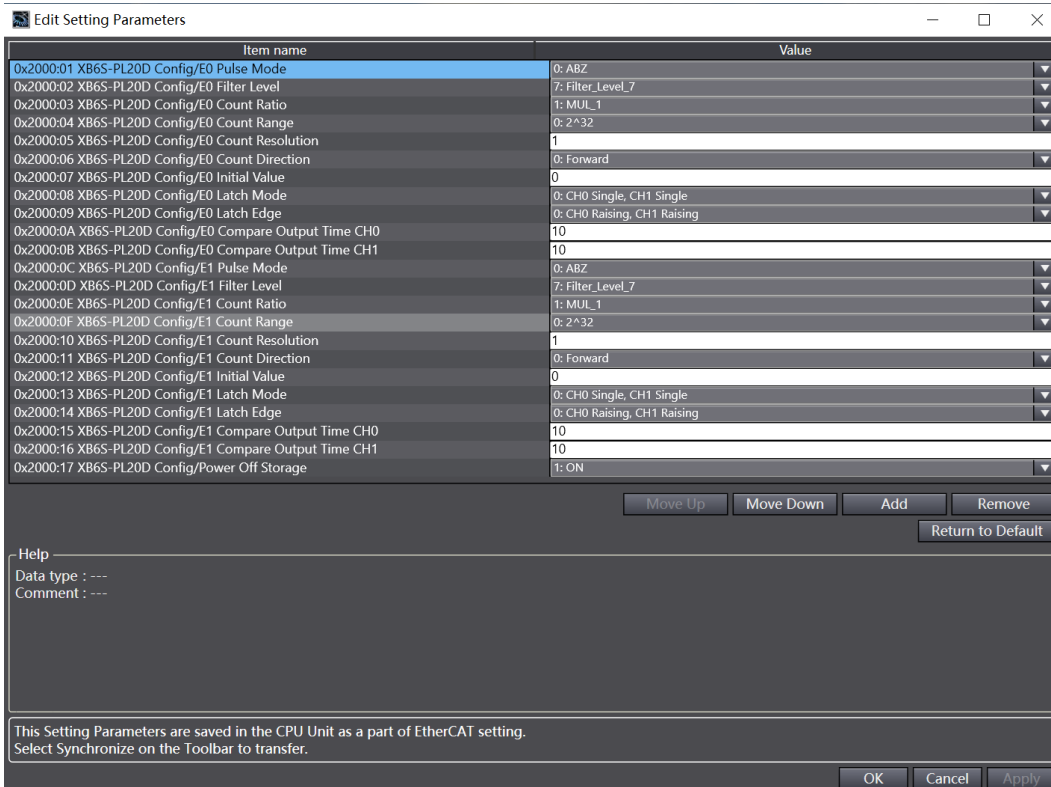 Edit Setting Parameters
Item name Value
0x2000:01 XB6S-PL20D Config/E0 Pulse Mode 0: ABZ
0x2000:02 XB6S-PL20D Config/E0 Filter Level 7: Filter_Level_7
0x2000:03 XB6S-PL20D Config/E0 Count Ratio 1: MUL_1
0x2000:04 XB6S-PL20D Config/E0 Count Range 0: 2^32
0x2000:05 XB6S-PL20D Config/E0 Count Resolution 1
0x2000:06 XB6S-PL20D Config/E0 Count Direction 0: Forward
0x2000:07 XB6S-PL20D Config/E0 Initial Value 0
0x2000:08 XB6S-PL20D Config/E0 Latch Mode 0: CH0 Single, CH1 Single
0x2000:09 XB6S-PL20D Config/E0 Latch Edge 0: CH0 Raising, CH1 Raising
0x2000:0A XB6S-PL20D Config/E0 Compare Output Time CH0 10
0x2000:0B XB6S-PL20D Config/E0 Compare Output Time CH1 10
0x2000:0C XB6S-PL20D Config/E1 Pulse Mode 0: ABZ
0x2000:0D XB6S-PL20D Config/E1 Filter Level 7: Filter_Level_7
0x2000:0E XB6S-PL20D Config/E1 Count Ratio 1: MUL_1
0x2000:0F XB6S-PL20D Config/E1 Count Range 0: 2^32
0x2000:10 XB6S-PL20D Config/E1 Count Resolution 1
0x2000:11 XB6S-PL20D Config/E1 Count Direction 0: Forward
0x2000:12 XB6S-PL20D Config/E1 Initial Value 0
0x2000:13 XB6S-PL20D Config/E1 Latch Mode 0: CH0 Single, CH1 Single
0x2000:14 XB6S-PL20D Config/E1 Latch Edge 0: CH0 Raising, CH1 Raising
0x2000:15 XB6S-PL20D Config/E1 Compare Output Time CH0 10
0x2000:16 XB6S-PL20D Config/E1 Compare Output Time CH1 10
0x2000:17 XB6S-PL20D Config/Power Off Storage 1: ON
Move Up Move Down Add Remove
Return to Default
Help
Data type : ---
Comment : ---
This Setting Parameters are saved in the CPU Unit as a part of EtherCAT setting.
Select Synchronize on the Toolbar to transfer.
OK Cancel Apply